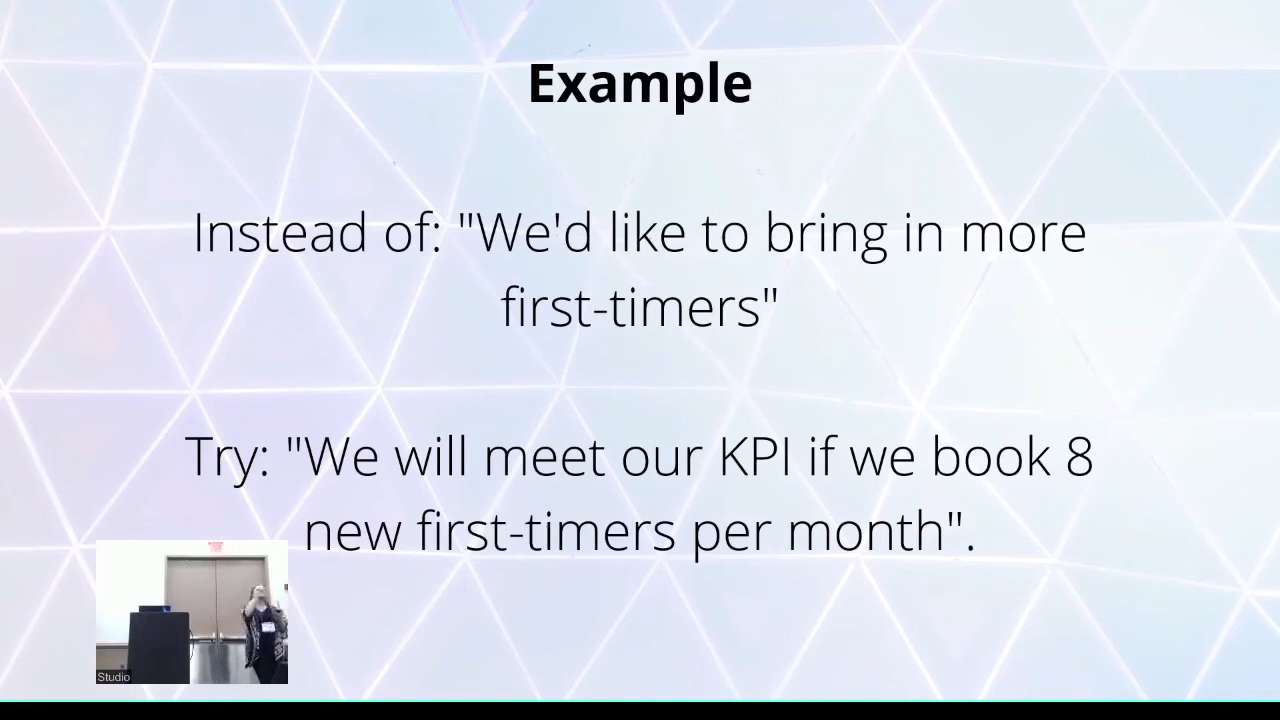 Example
Instead of: "We'd like to bring in more
first-timers"
Try: "We will meet our KPI if we book 8
new first-timers per month".
Studio